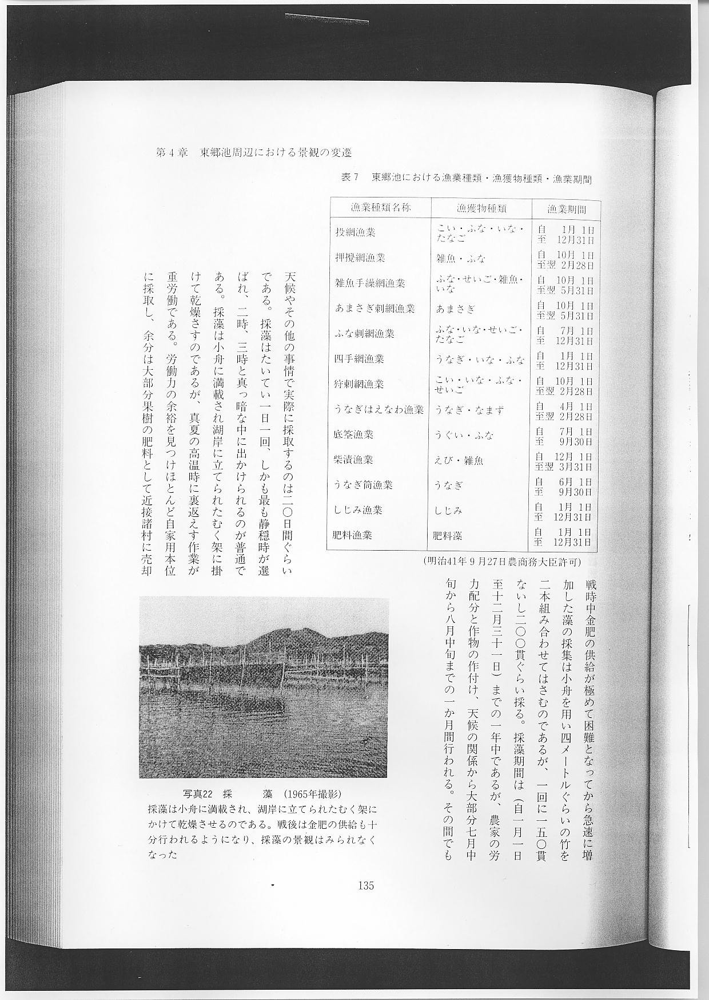 第4章 東郷池周辺における景観の変遷
表7 東郷池における漁業種類・漁獲物種類・漁業期間
漁業種類名称 漁獲物種類 漁業期間
投網漁業 こい・ふな・いな・たなご 自 1月1日 至 12月31日
押攪網漁業 雑魚・ふな 自 10月1日 至翌 2月28日
雑魚手繰網漁業 ふな・せいご・雑魚・いな 自 10月1日 至翌 5月31日
あまさぎ刺網漁業 あまさぎ 自 10月1日 至翌 5月31日
ふな刺網漁業 ふな・いな・せいご・たなご 自 7月1日 至 12月31日
四手網漁業 うなぎ・いな・ふな 自 1月1日 至 12月31日
狩刺網漁業 こい・いな・ふな・せいご 自 10月1日 至翌 2月28日
うなぎはえなわ漁業 うなぎ・なまず 自 4月1日 至翌 2月28日
底筌漁業 うぐい・ふな 自 7月1日 至 9月30日
柴漬漁業 えび・雑魚 自 12月1日 至翌 3月31日
うなぎ筒漁業 うなぎ 自 6月1日 至 9月30日
しじみ漁業 しじみ 自 1月1日 至 12月31日
肥料漁業 肥料藻 自 1月1日 至 12月31日
(明治41年9月27日農商務大臣許可)
戦時中金肥の供給が極めて困難となってから急速に増
加した藻の採集は小舟を用い四メートルぐらいの竹を
二本組み合わせてはさむのであるが、一回に一五〇貫
ないし二〇〇貫ぐらい採る。採藻期間は（自一月一日
至十二月三十一日）までの一年中であるが、農家の労
力配分と作物の作付け、天候の関係から大部分七月中
旬から八月中旬までの一か月間行われる。その間でも
天候やその他の事情で実際に採取するのは二〇日間ぐらい
である。採藻はたいてい一日一回、しかも最も静穏時が選
ばれ、二時、三時と真っ暗な中に出かけられるのが普通で
ある。採藻は小舟に満載され湖岸に立てられたむく架に掛
けて乾燥さすのであるが、真夏の高温時に裏返えす作業が
重労働である。労働力の余裕を見つけほとんど自家用本位
に採取し、余分は大部分果樹の肥料として近接諸村に売却
写真22 採 藻 (1965年撮影)
採藻は小舟に満載され、湖岸に立てられたむく架に
かけて乾燥させるのである。戦後は金肥の供給も十
分行われるようになり、採藻の景観はみられなく
なった
135